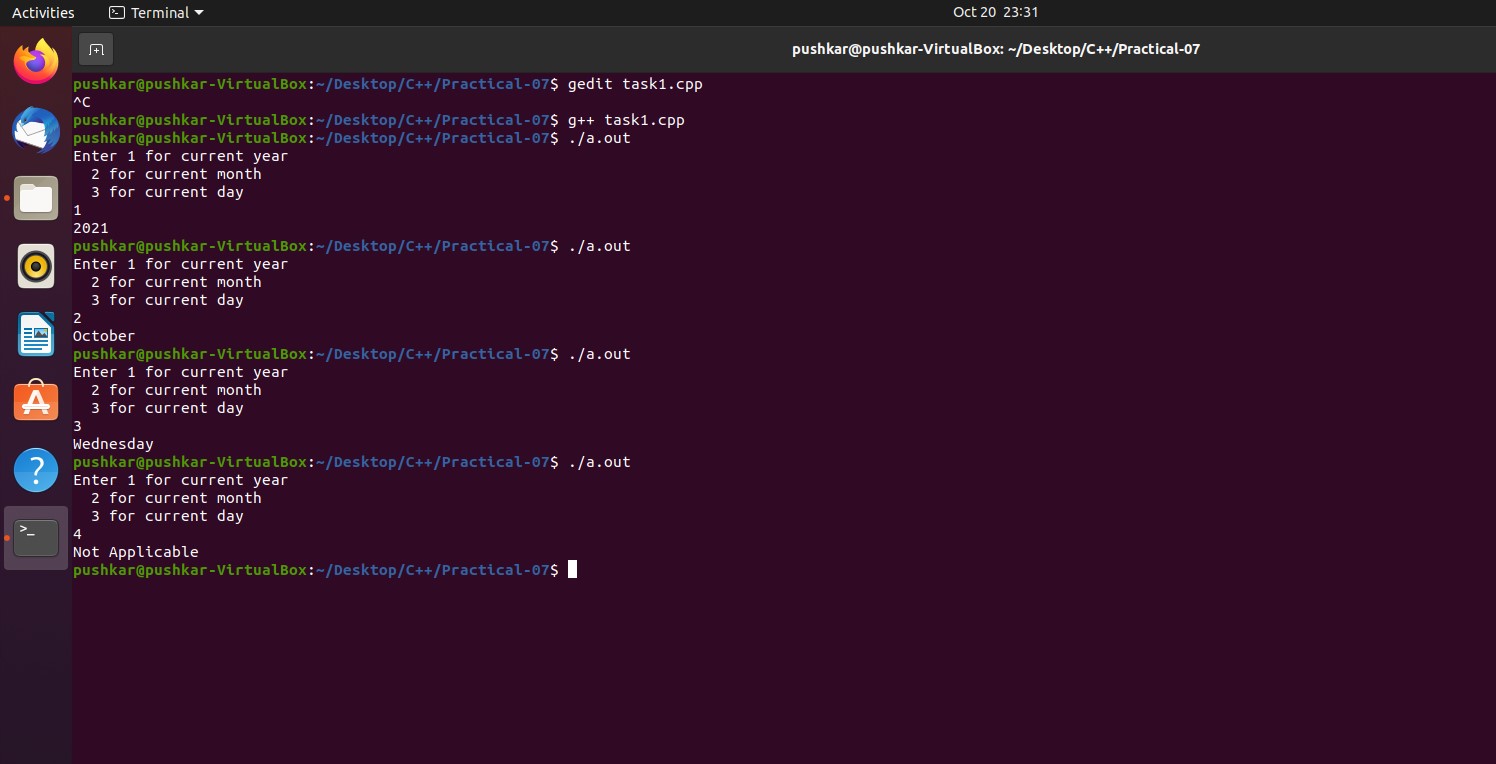 Activities
Terminal
Oct 20 23:31
pushkar@pushkar-VirtualBox: ~/Desktop/C++/Practical-07
pushkar@pushkar-VirtualBox:~/Desktop/C++/Practical-07$ gedit task1.cpp
^C
pushkar@pushkar-VirtualBox:~/Desktop/C++/Practical-07$ g++ task1.cpp
pushkar@pushkar-VirtualBox:~/Desktop/C++/Practical-07$ ./a.out
Enter 1 for current year
  2 for current month
  3 for current day
1
2021
pushkar@pushkar-VirtualBox:~/Desktop/C++/Practical-07$ ./a.out
Enter 1 for current year
  2 for current month
  3 for current day
2
October
pushkar@pushkar-VirtualBox:~/Desktop/C++/Practical-07$ ./a.out
Enter 1 for current year
  2 for current month
  3 for current day
3
Wednesday
pushkar@pushkar-VirtualBox:~/Desktop/C++/Practical-07$ ./a.out
Enter 1 for current year
  2 for current month
  3 for current day
4
Not Applicable
pushkar@pushkar-VirtualBox:~/Desktop/C++/Practical-07$